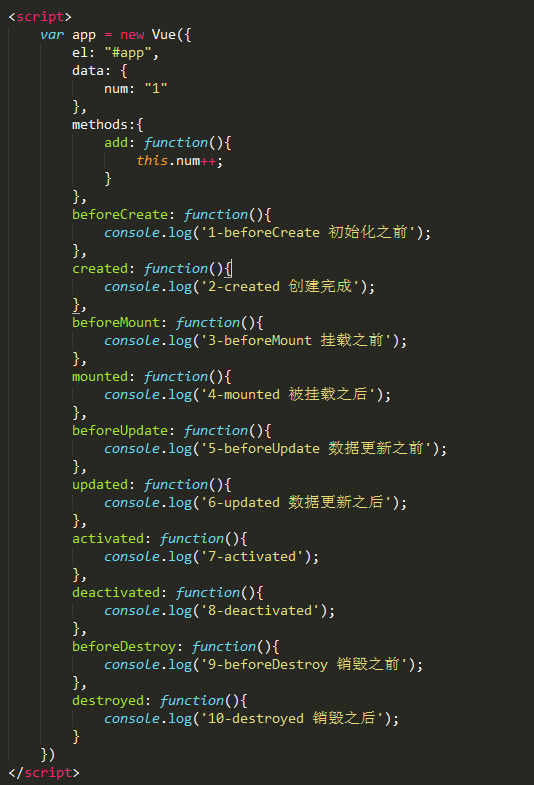 <script>
    var app = new Vue({
        el: "#app",
        data: {
            num: "1"
        },
        methods:{
            add: function(){
                this.num++;
            }
        },
        beforeCreate: function(){
            console.log('1-beforeCreate 初始化之前');
        },
        created: function(){
            console.log('2-created 创建完成');
        },
        beforeMount: function(){
            console.log('3-beforeMount 挂载之前');
        },
        mounted: function(){
            console.log('4-mounted 被挂载之后');
        },
        beforeUpdate: function(){
            console.log('5-beforeUpdate 数据更新之前');
        },
        updated: function(){
            console.log('6-updated 数据更新之后');
        },
        activated: function(){
            console.log('7-activated');
        },
        deactivated: function(){
            console.log('8-deactivated');
        },
        beforeDestroy: function(){
            console.log('9-beforeDestroy 销毁之前');
        },
        destroyed: function(){
            console.log('10-destroyed 销毁之后');
        }
    })
</script>